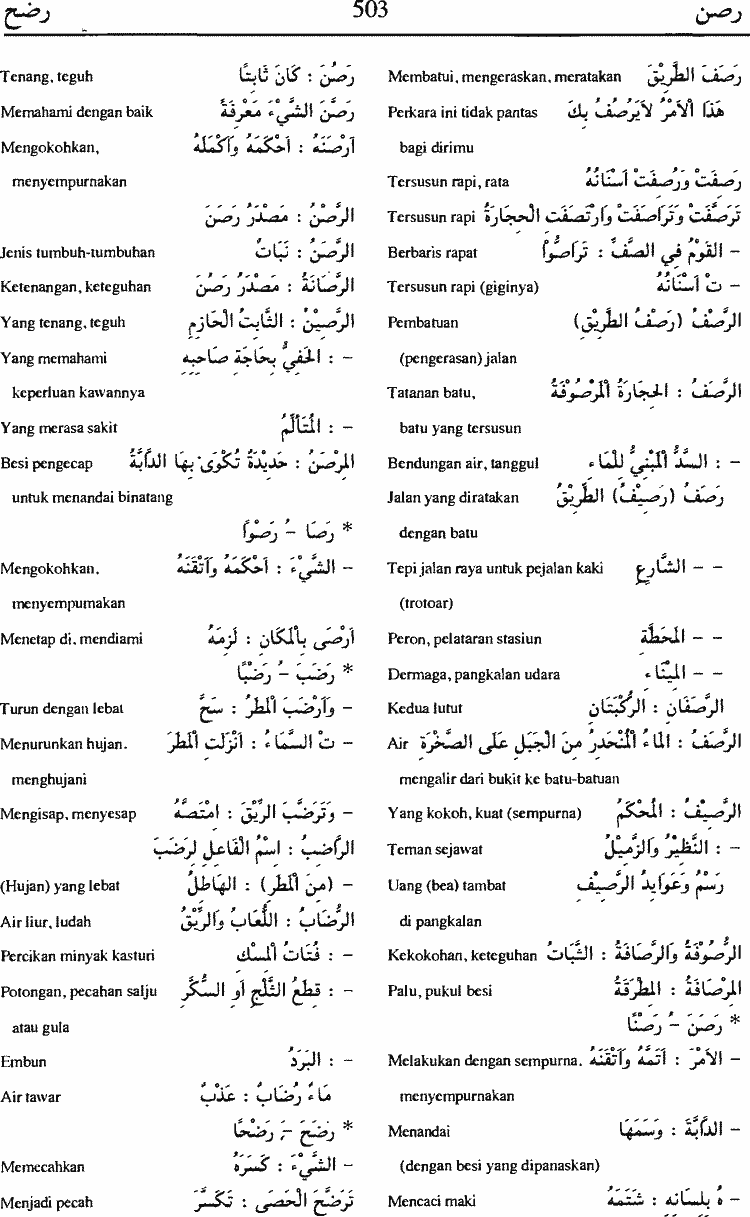 رصن 503 رضح
رَصَفَ الطَّرِيْقَ Membatui, mengeraskan, meratakan
هٰذَا الْاَمْرُ لَايَرْصُفُ بِكَ Perkara ini tidak pantas
bagi dirimu
رَصَفَتْ وَرَصُفَتْ اَسْنَانُهُ Tersusun rapi, rata
تَرَصَّفَتْ وَتَرَاصَفَتْ وَارْتَصَفَتِ الْحِجَارَةُ Tersusun rapi
– الْقَوْمُ فِي الصَّفِّ : تَرَاصُّوْا Berbaris rapat
– تْ اَسْنَانُهُ Tersusun rapi (giginya)
الرَّصْفُ (رَصْفُ الطَّرِيْقِ) Pembatuan
(pengerasan) jalan
الرَّصَفُ : الحِجَارَةُ الْمَرْصُوْفَةُ Tatanan batu,
batu yang tersusun
– : السَّدُّ الْمَبْنِيُّ لِلْمَاءِ Bendungan air, tanggul
رَصَفُ (رَصِيْفُ) الطَّرِيْقُ Jalan yang diratakan
dengan batu
– – الشَّارِعِ Tepi jalan raya untuk pejalan kaki
(trotoar)
– – الْمَحَطَّةِ Peron, pelataran stasiun
– – الْمِيْنَاءِ Dermaga, pangkalan udara
الرَّصَفَانِ : الرُّكْبَتَانِ Kedua lutut
الرَّصَفُ : الْمَاءُ الْمُنْحَدِرُ مِنَ الْجَبَلِ عَلَى الصَّخْرَةِ Air
mengalir dari bukit ke batu-batuan
الرَّصِيْفُ : الْمُحْكَمُ Yang kokoh, kuat (sempurna)
– : النَّظِيْرُ وَالزَّمِيْلُ Teman sejawat
رَسْمُ وَعَوَايِدُ الرَّصِيْفِ Uang (bea) tambat
di pangkalan
الرُّصُوْفَةُ وَالرَّصَافَةُ : الثَّبَاتُ Kekokohan, keteguhan
الْمِرْصَافَةُ : الْمِطْرَقَةُ Palu, pukul besi
* رَصَنَ – رَصْنًا
– الْاَمْرَ : اَتَمَّهُ وَاَتْقَنَهُ Melakukan dengan sempurna.
menyempurnakan
– الدَّابَّةَ : وَسَمَهَا Menandai
(dengan besi yang dipanaskan)
– هُ بِلِسَانِهِ : شَتَمَهُ Mencaci maki
رَصُنَ : كَانَ ثَابِتًا Tenang, teguh
رَصَّنَ الشَّيْءَ مَعْرِفَةً Memahami dengan baik
اَرْصَنَهُ : اَحْكَمَهُ وَاَكْمَلَهُ Mengokohkan,
menyempurnakan
الرَّصْنُ : مَصْدَرُ رَصَنَ
الرَّصَنُ : نَبَاتٌ Jenis tumbuh-tumbuhan
الرَّصَانَةُ : مَصْدَرُ رَصُنَ Ketenangan, keteguhan
الرَّصِيْنُ : الثَّابِتُ الْحَازِمِ Yang tenang, teguh
– : الْحَفِيُّ بِحَاجَةِ صَاحِبِهِ Yang memahami
keperluan kawannya
– : الْمُتَأَلِّمُ Yang merasa sakit
الْمِرْصَنُ : حَدِيْدَةٌ تُكْوَى بِهَا الدَّابَّةُ Besi pengecap
untuk menandai binatang
* رَصَا – رَصْوًا
– الشَّيْءَ : اَحْكَمَهُ وَاَتْقَنَهُ Mengokohkan.
menyempurnakan
اَرْصَى بِالْمَكَانِ : لَزِمَهُ Menetap di, mendiami
* رَضَبَ – رَضْبًا
– وَاَرْضَبَ الْمَطَرُ : سَحَّ Turun dengan lebat
– تْ السَّمَاءُ : اَنْزَلَتِ الْمَطَرَ Menurunkan hujan.
menghujani
– وَتَرَضَّبَ الرِّيْقَ : امْتَصَّهُ Mengisap, menyesap
الرَّاضِبُ : اسْمُ الْفَاعِلِ لِرَضَبَ
– (مِنَ الْمَطَرِ) : الْهَاطِلُ (Hujan) yang lebat
الرُّضَابُ : اللُّعَابُ وَالرِّيْقُ Air liur, ludah
– : فُتَاتُ الْمِسْكِ Percikan minyak kasturi
– : قِطَعُ الثَّلْجِ اَوِ السُّكَّرِ Potongan, pecahan salju
atau gula
– : الْبَرَدُ Embun
مَاءٌ رُضَابٌ : عَذْبٌ Air tawar
* رَضَحَ – رَضْحًا
– الشَّيْءَ : كَسَّرَهُ Memecahkan
تَرَضَّحَ الْحَصَى : تَكَسَّرَ Menjadi pecah